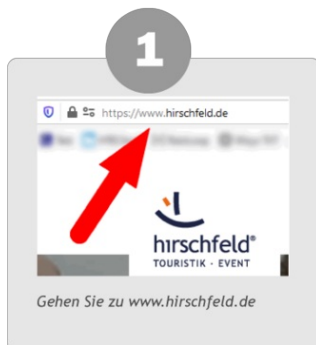 1
https://www.hirschfeld.de
hirschfeld®
TOURISTIK - EVENT
Gehen Sie zu www.hirschfeld.de